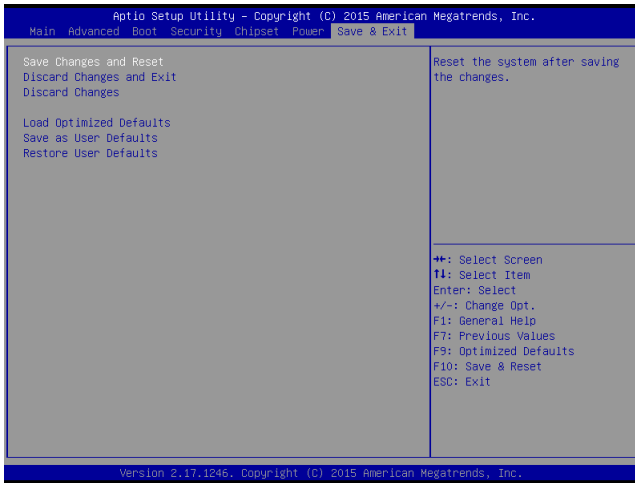 Aptio Setup Utility – Copyright (C) 2015 American Megatrends, Inc.
Main Advanced Boot Security Chipset Power Save & Exit
Save Changes and Reset
Discard Changes and Exit
Discard Changes
Load Optimized Defaults
Save as User Defaults
Restore User Defaults
Reset the system after saving
the changes.
→←: Select Screen
↑↓: Select Item
Enter: Select
+/-: Change Opt.
F1: General Help
F7: Previous Values
F9: Optimized Defaults
F10: Save & Reset
ESC: Exit
Version 2.17.1246. Copyright (C) 2015 American Megatrends, Inc.